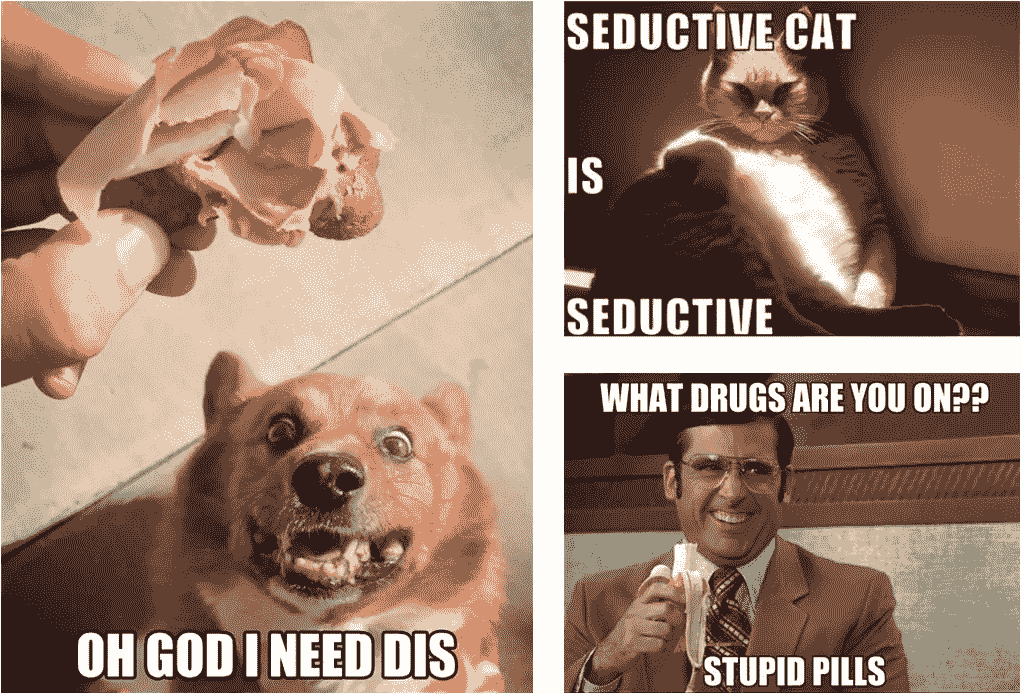 OH GOD I NEED DIS
SEDUCTIVE CAT
IS
SEDUCTIVE
WHAT DRUGS ARE YOU ON??
STUPID PILLS